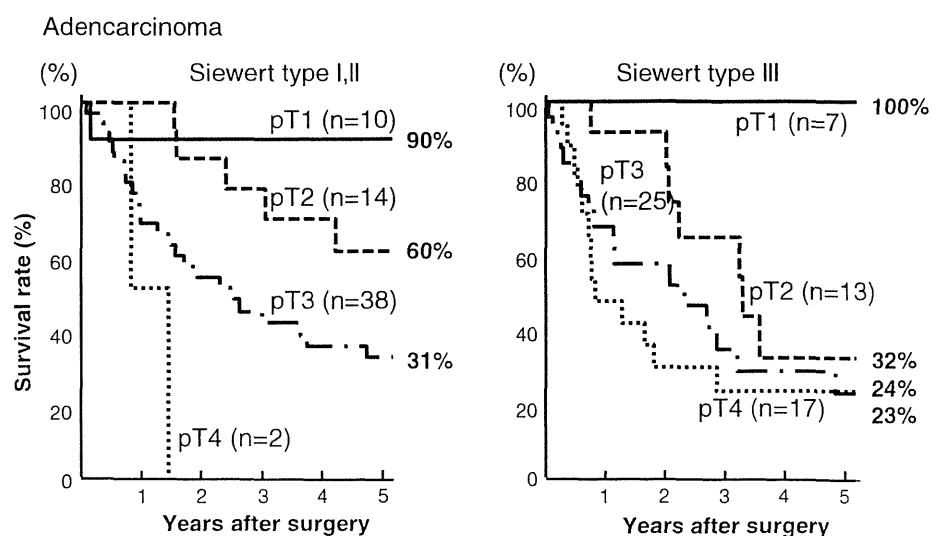 Adencarcinoma
(%)
Siewert type I,II
100
80
60
40
20
0
Survival rate (%)
pT1 (n=10)
90%
pT2 (n=14)
60%
pT3 (n=38)
31%
pT4 (n=2)
1 2 3 4 5
Years after surgery
(%)
Siewert type III
100
80
60
40
20
0
100%
pT1 (n=7)
pT3
(n=25)
pT2 (n=13)
32%
24%
pT4 (n=17)
23%
1 2 3 4 5
Years after surgery